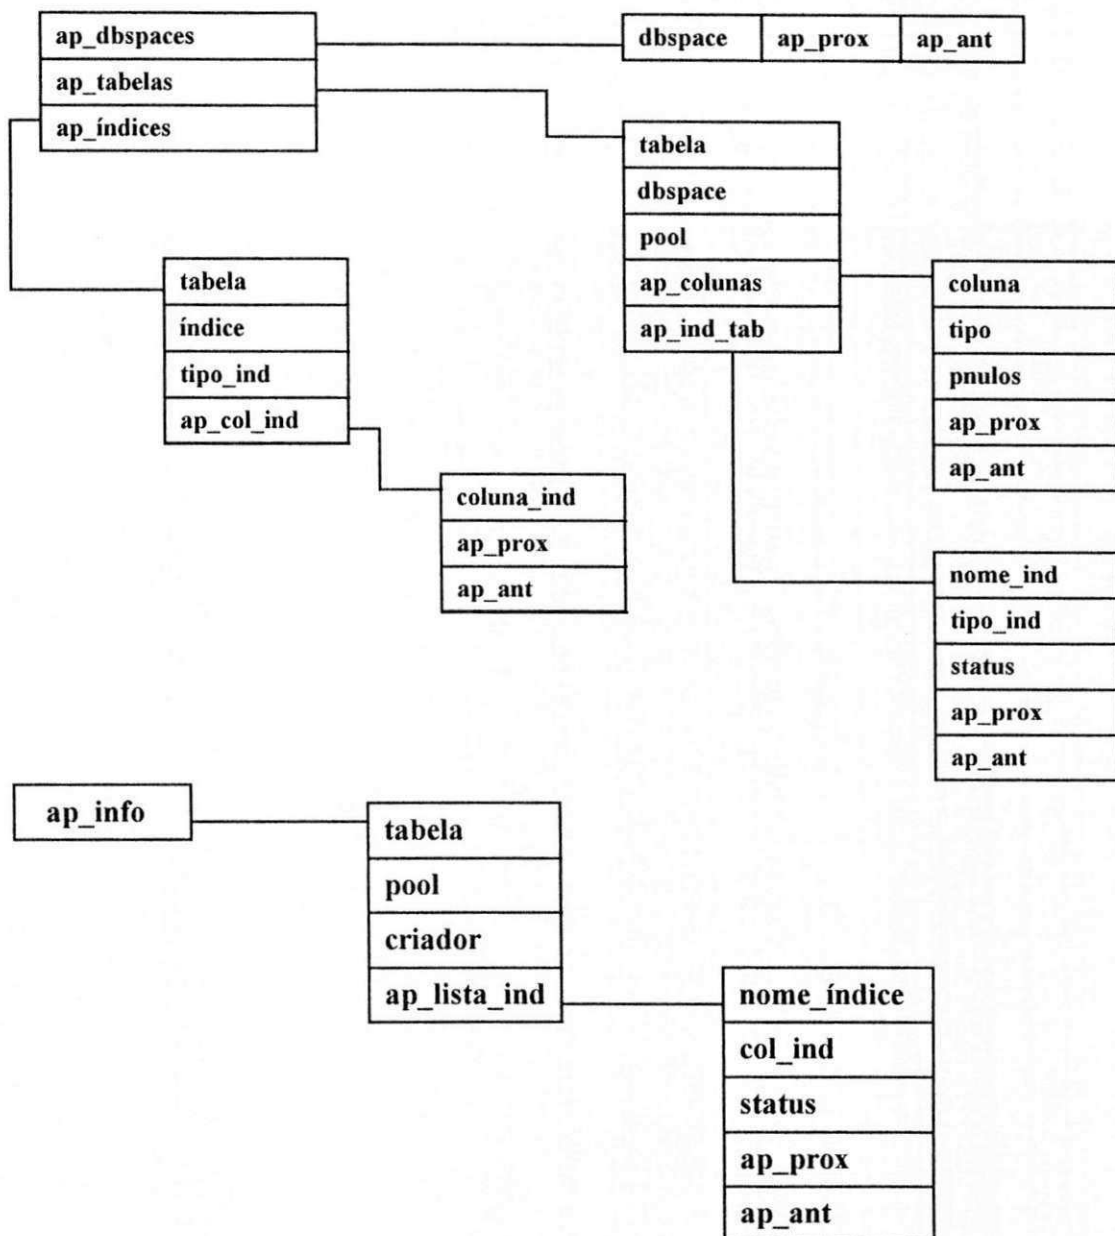 ap_dbspaces
ap_tabelas
ap_índices
dbspace ap_prox ap_ant
tabela
dbspace
pool
ap_colunas
ap_ind_tab
tabela
índice
tipo_ind
ap_col_ind
coluna
tipo
pnulos
ap_prox
ap_ant
coluna_ind
ap_prox
ap_ant
nome_ind
tipo_ind
status
ap_prox
ap_ant
ap_info
tabela
pool
criador
ap_lista_ind
nome_índice
col_ind
status
ap_prox
ap_ant